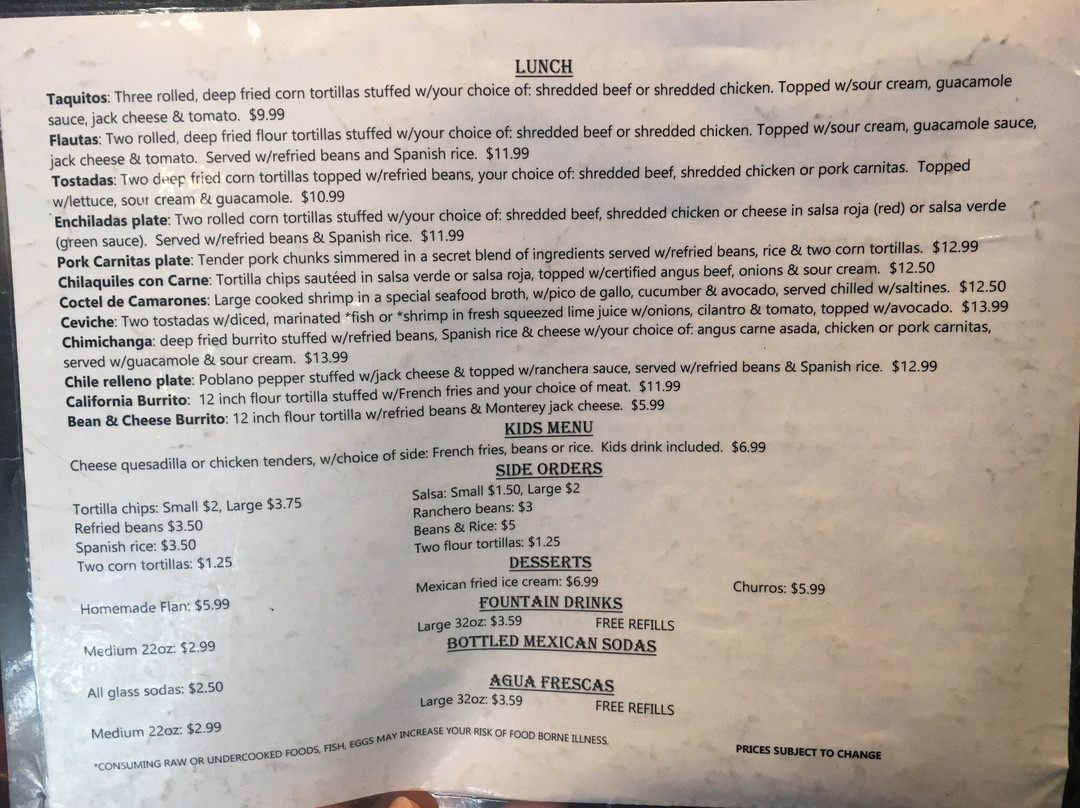 LUNCH
Taquitos: Three rolled, deep fried corn tortillas stuffed w/your choice of: shredded beef or shredded chicken. Topped w/sour cream, guacamole
sauce, jack cheese & tomato. $9.99
Flautas: Two rolled, deep fried flour tortillas stuffed w/your choice of: shredded beef or shredded chicken. Topped w/sour cream, guacamole sauce,
jack cheese & tomato. Served w/refried beans and Spanish rice. $11.99
Tostadas: Two deep fried corn tortillas topped w/refried beans, your choice of: shredded beef, shredded chicken or pork carnitas. Topped
w/lettuce, sour cream & guacamole. $10.99
Enchiladas plate: Two rolled corn tortillas stuffed w/your choice of: shredded beef, shredded chicken or cheese in salsa roja (red) or salsa verde
(green sauce). Served w/refried beans & Spanish rice. $11.99
Pork Carnitas plate: Tender pork chunks simmered in a secret blend of ingredients served w/refried beans, rice & two corn tortillas. $12.99
Chilaquiles con Carne: Tortilla chips sautéed in salsa verde or salsa roja, topped w/certified angus beef, onions & sour cream. $12.50
Coctel de Camarones: Large cooked shrimp in a special seafood broth, w/pico de gallo, cucumber & avocado, served chilled w/saltines. $12.50
Ceviche: Two tostadas w/diced, marinated *fish or *shrimp in fresh squeezed lime juice w/onions, cilantro & tomato, topped w/avocado. $13.99
Chimichanga: deep fried burrito stuffed w/refried beans, Spanish rice & cheese w/your choice of: angus carne asada, chicken or pork carnitas,
served w/guacamole & sour cream. $13.99
Chile relleno plate: Poblano pepper stuffed w/jack cheese & topped w/ranchera sauce, served w/refried beans & Spanish rice. $12.99
California Burrito: 12 inch flour tortilla stuffed w/French fries and your choice of meat. $11.99
Bean & Cheese Burrito: 12 inch flour tortilla w/refried beans & Monterey jack cheese. $5.99
KIDS MENU
Cheese quesadilla or chicken tenders, w/choice of side: French fries, beans or rice. Kids drink included. $6.99
SIDE ORDERS
Tortilla chips: Small $2, Large $3.75 Salsa: Small $1.50, Large $2
Refried beans $3.50 Ranchero beans: $3
Spanish rice: $3.50 Beans & Rice: $5
Two corn tortillas: $1.25 Two flour tortillas: $1.25
DESSERTS
Homemade Flan: $5.99 Mexican fried ice cream: $6.99 Churros: $5.99
FOUNTAIN DRINKS
Medium 22oz: $2.99 Large 32oz: $3.59 FREE REFILLS
BOTTLED MEXICAN SODAS
All glass sodas: $2.50
AGUA FRESCAS
Medium 22oz: $2.99 Large 32oz: $3.59 FREE REFILLS
*CONSUMING RAW OR UNDERCOOKED FOODS, FISH, EGGS MAY INCREASE YOUR RISK OF FOOD BORNE ILLNESS.
PRICES SUBJECT TO CHANGE